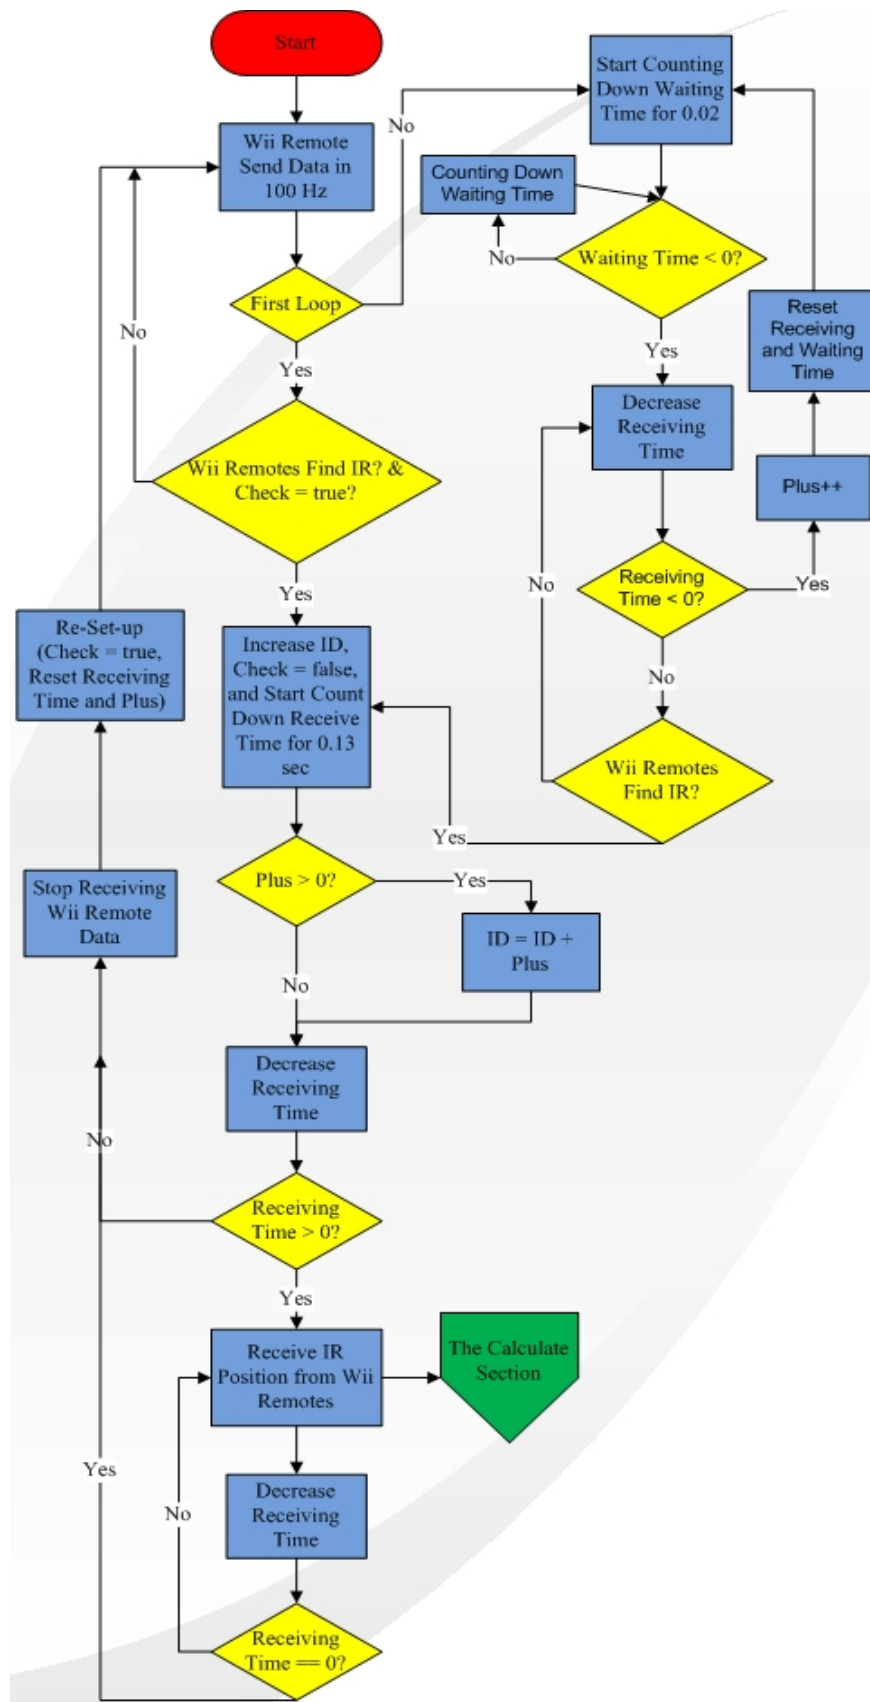 Start
Wii Remote
Send Data in
100 Hz
First Loop
No
Yes
Wii Remotes Find IR? &
Check = true?
No
Yes
Start Counting
Down Waiting
Time for 0.02
Counting Down
Waiting Time
Waiting Time < 0?
No
Yes
Decrease
Receiving
Time
Receiving
Time < 0?
Yes
Plus++
Reset
Receiving
and Waiting
Time
No
Wii Remotes
Find IR?
No
Yes
Increase ID,
Check = false,
and Start Count
Down Receive
Time for 0.13
sec
Plus > 0?
Yes
ID = ID +
Plus
No
Decrease
Receiving
Time
Receiving
Time > 0?
No
Yes
Receive IR
Position from Wii
Remotes
The Calculate
Section
Decrease
Receiving
Time
Receiving
Time == 0?
No
Yes
Stop Receiving
Wii Remote
Data
Re-Set-up
(Check = true,
Reset Receiving
Time and Plus)